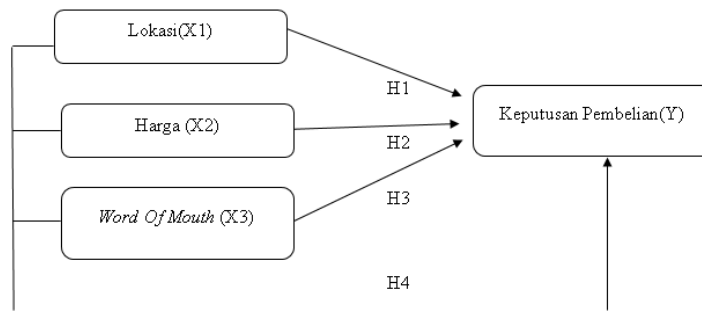 Lokasi(X1)
H1
Keputusan Pembelian(Y)
Harga (X2)
H2
Word Of Mouth (X3)
H3
H4